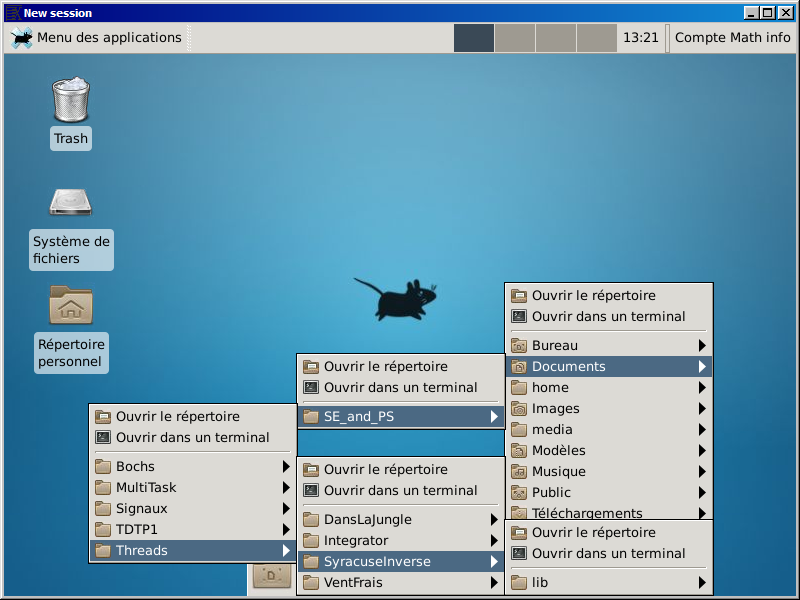 New session
Menu des applications
13:21
Compte Math info
Trash
Système de
fichiers
Répertoire
personnel
Ouvrir le répertoire
Ouvrir dans un terminal
Bureau
Documents
home
Images
media
Modèles
Musique
Public
Téléchargements
Ouvrir le répertoire
Ouvrir dans un terminal
SE_and_PS
Ouvrir le répertoire
Ouvrir dans un terminal
Bochs
MultiTask
Signaux
TDTP1
Threads
Ouvrir le répertoire
Ouvrir dans un terminal
DansLaJungle
Integrator
SyracuseInverse
VentFrais
Ouvrir le répertoire
Ouvrir dans un terminal
lib